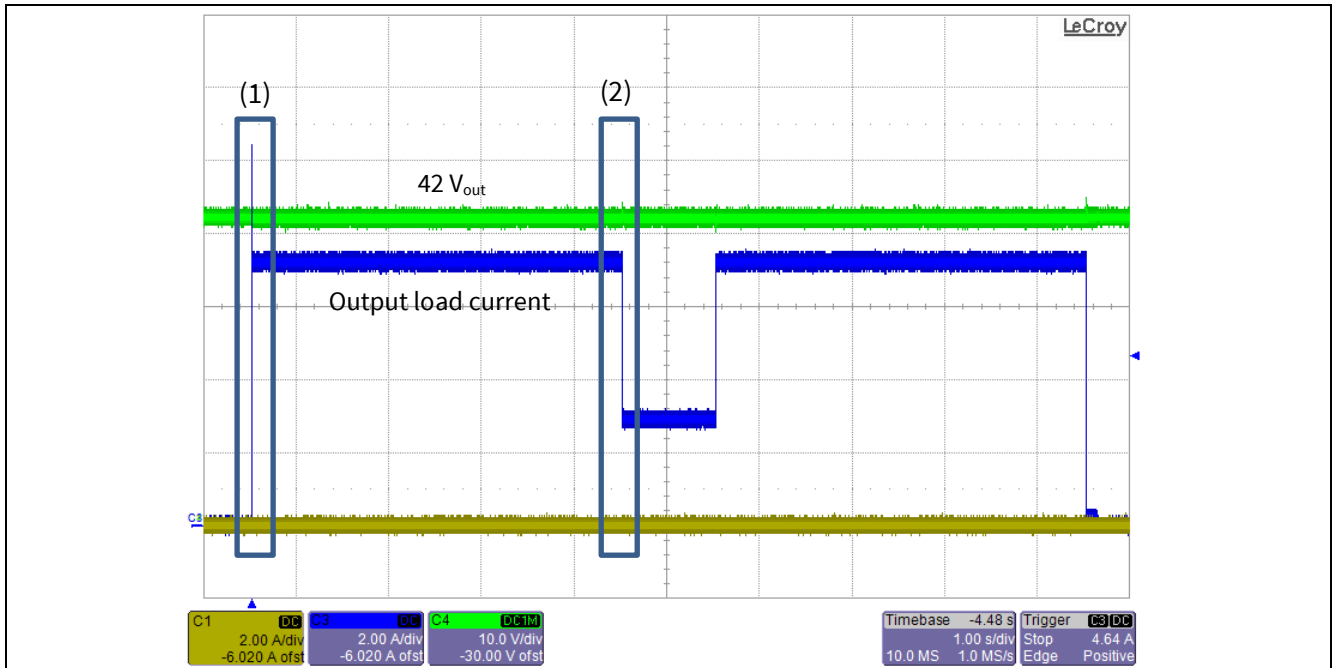 LeCroy
(1)
(2)
42 Vout
Output load current
C1 DC
2.00 A/div
-6.020 A ofst
C3 DC
2.00 A/div
-6.020 A ofst
C4 DC1M
10.0 V/div
-30.00 V ofst
Timebase -4.48 s
1.00 s/div
10.0 MS 1.0 MS/s
Trigger C3 DC
Stop 4.64 A
Edge Positive